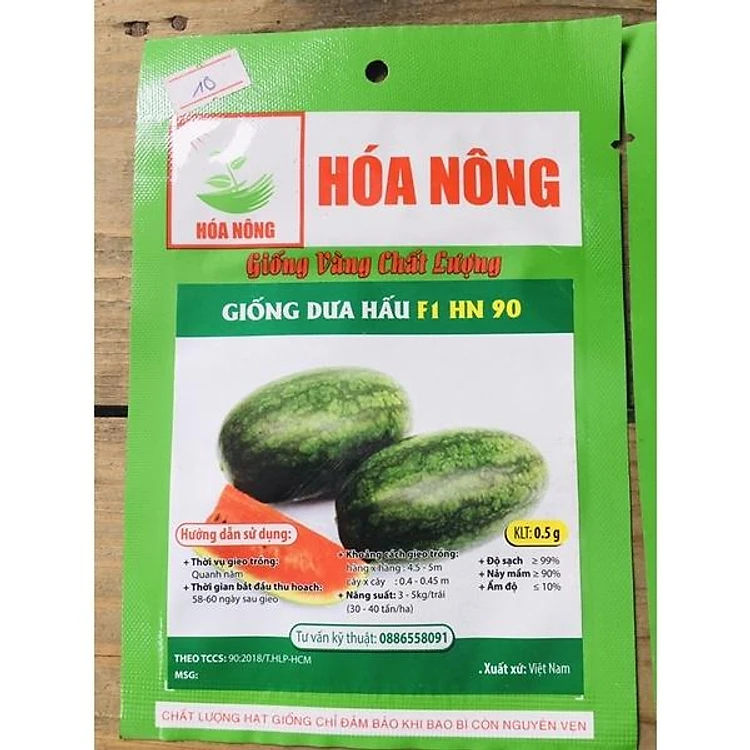 10
HÓA NÔNG
HÓA NÔNG
Giống Vàng Chất Lượng
GIỐNG DƯA HẤU F1 HN 90
Hướng dẫn sử dụng:
+ Thời vụ gieo trồng:
Quanh năm
+ Thời gian bắt đầu thu hoạch:
58-60 ngày sau gieo
+ Khoảng cách gieo trồng:
hàng x hàng : 4.5 - 5m
cây x cây : 0.4 - 0.45 m
+ Năng suất: 3 - 5kg/trái
(30 - 40 tấn/ha)
KLT: 0.5 g
+ Độ sạch ≥ 99%
+ Nảy mầm ≥ 90%
+ Ẩm độ ≤ 10%
Tư vấn kỹ thuật: 0886558091
THEO TCCS: 90:2018/T.HLP-HCM
MSG:
. Xuất xứ: Việt Nam
CHẤT LƯỢNG HẠT GIỐNG CHỈ ĐẢM BẢO KHI BAO BÌ CÒN NGUYÊN VẸN